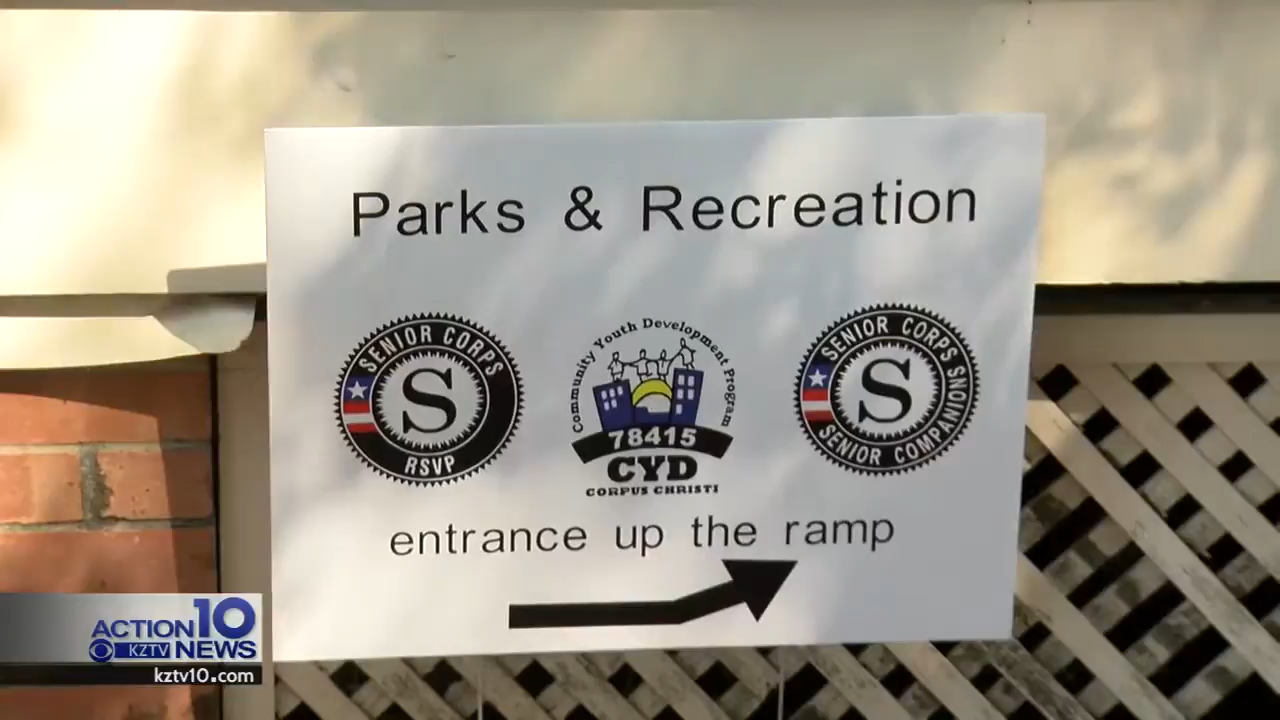 Parks & Recreation
SENIOR CORPS
S
RSVP
Community Youth Development Program
78415
CYD
CORPUS CHRISTI
SENIOR CORPS
S
SENIOR COMPANIONS
entrance up the ramp
ACTION 10
KZTV NEWS
kztv10.com